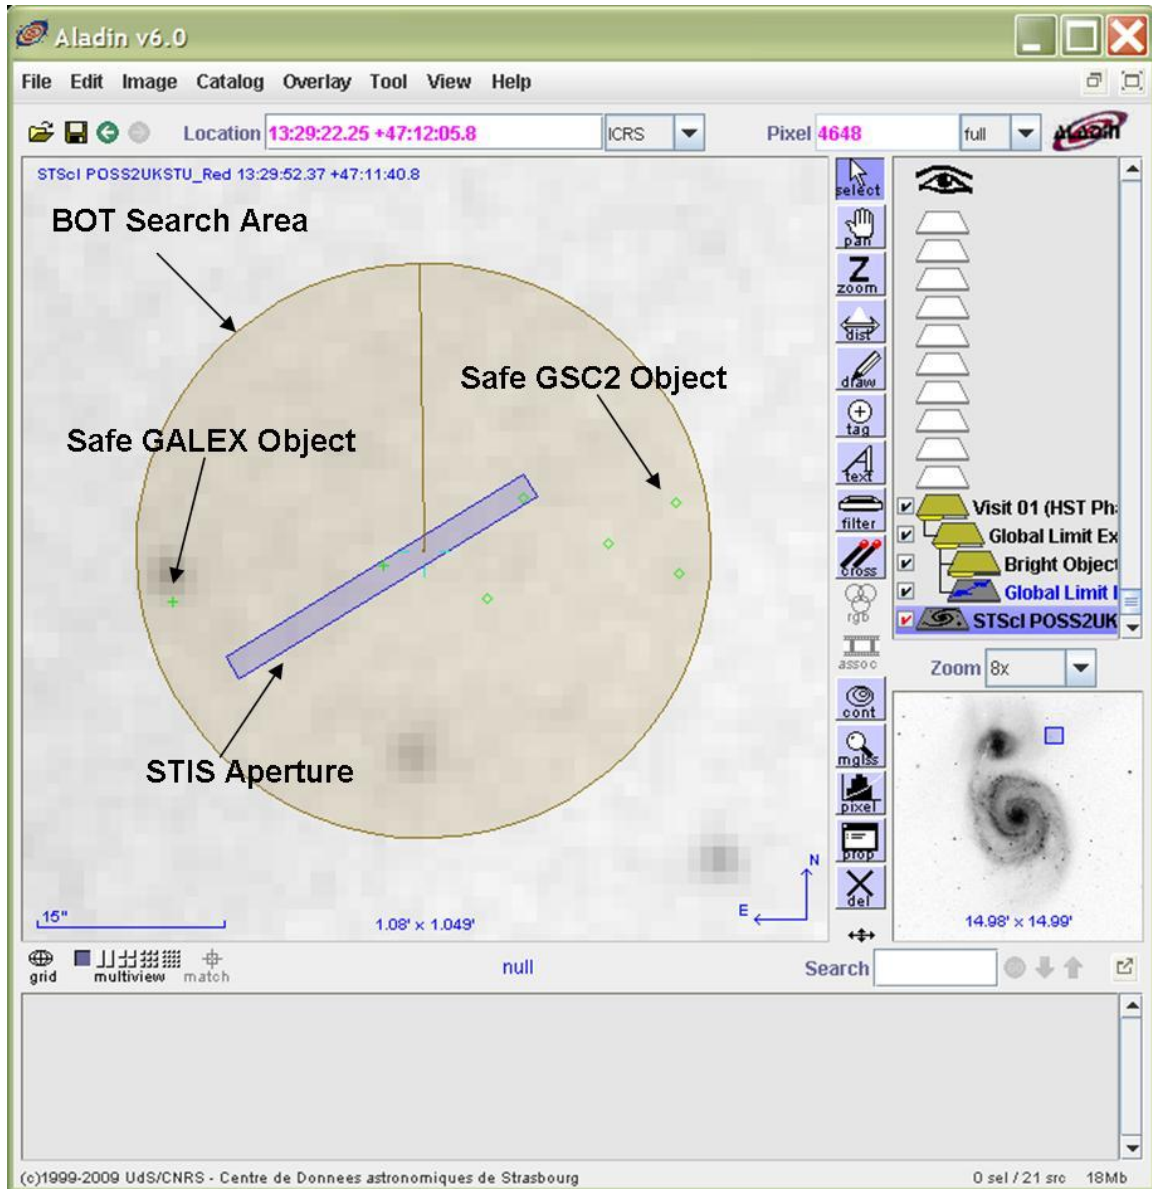 Aladin v6.0
File Edit Image Catalog Overlay Tool View Help
Location 13:29:22.25 +47:12:05.8 ICRS Pixel 4648 full ALADIN
STScI POSS2UKSTU_Red 13:29:52.37 +47:11:40.8
BOT Search Area
Safe GSC2 Object
Safe GALEX Object
STIS Aperture
15"
1.08' x 1.049'
N
E
select
pan
zoom
dist
draw
tag
text
filter
cross
rgb
assoc
cont
mglss
pixel
prop
del
Visit 01 (HST Ph
Global Limit Ex
Bright Object
Global Limit I
STScI POSS2UK
Zoom 8x
14.98' x 14.99'
grid multiview match null Search
(c)1999-2009 UdS/CNRS - Centre de Donnees astronomiques de Strasbourg 0 sel / 21 src 18Mb